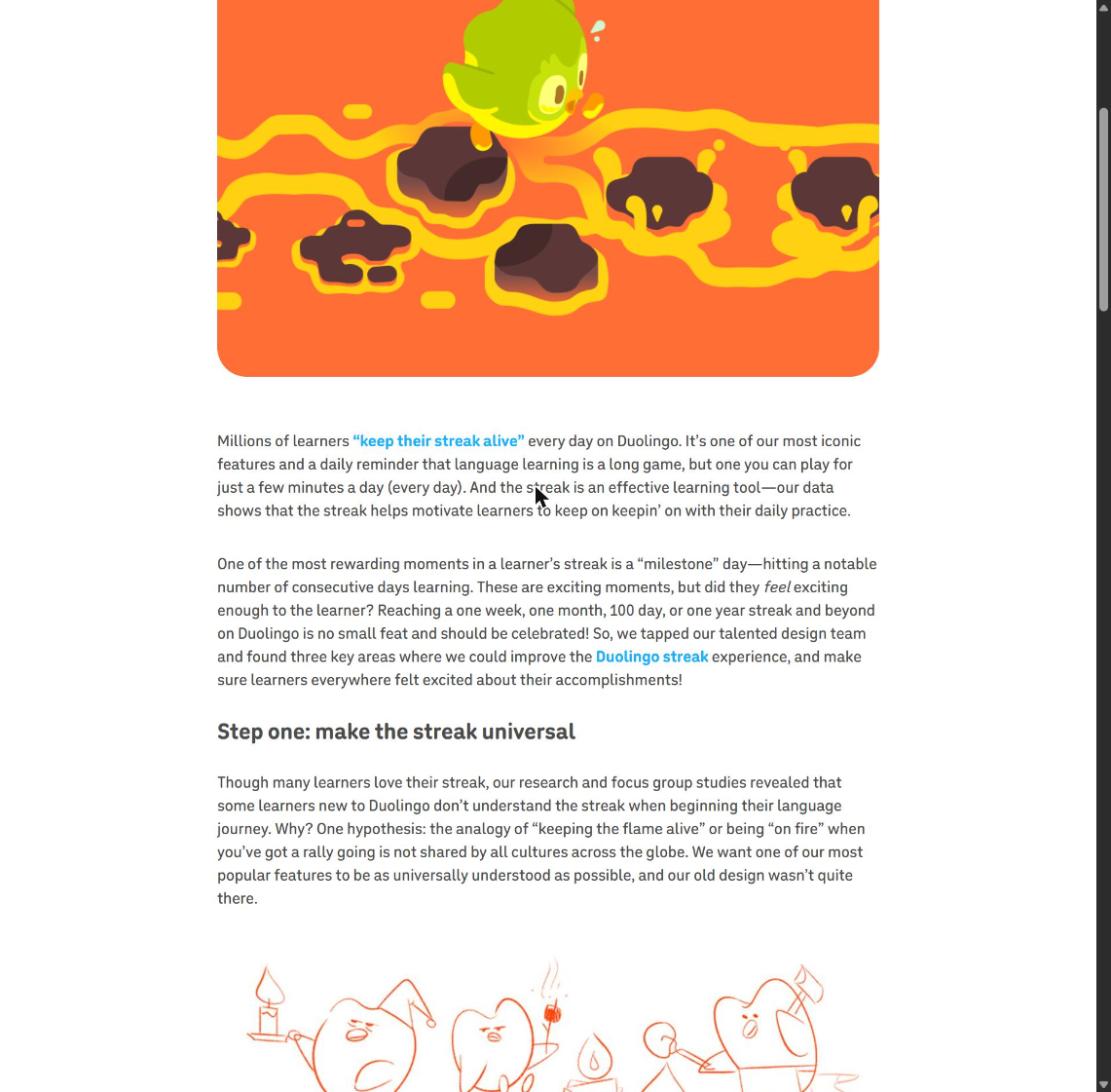 Millions of learners “keep their streak alive” every day on Duolingo. It’s one of our most iconic
features and a daily reminder that language learning is a long game, but one you can play for
just a few minutes a day (every day). And the streak is an effective learning tool—our data
shows that the streak helps motivate learners to keep on keepin’ on with their daily practice.
One of the most rewarding moments in a learner’s streak is a “milestone” day—hitting a notable
number of consecutive days learning. These are exciting moments, but did they feel exciting
enough to the learner? Reaching a one week, one month, 100 day, or one year streak and beyond
on Duolingo is no small feat and should be celebrated! So, we tapped our talented design team
and found three key areas where we could improve the Duolingo streak experience, and make
sure learners everywhere felt excited about their accomplishments!
Step one: make the streak universal
Though many learners love their streak, our research and focus group studies revealed that
some learners new to Duolingo don’t understand the streak when beginning their language
journey. Why? One hypothesis: the analogy of “keeping the flame alive” or being “on fire” when
you’ve got a rally going is not shared by all cultures across the globe. We want one of our most
popular features to be as universally understood as possible, and our old design wasn’t quite
there.